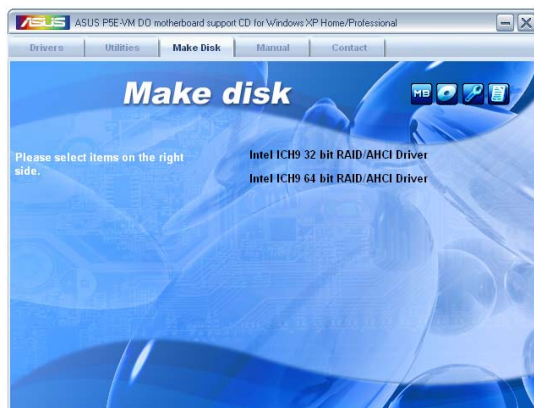 ASUS ASUS P5E-VM DO motherboard support CD for Windows XP Home/Professional
Drivers Utilities Make Disk Manual Contact
Make disk
MB
Please select items on the right side.
Intel ICH9 32 bit RAID/AHCI Driver
Intel ICH9 64 bit RAID/AHCI Driver